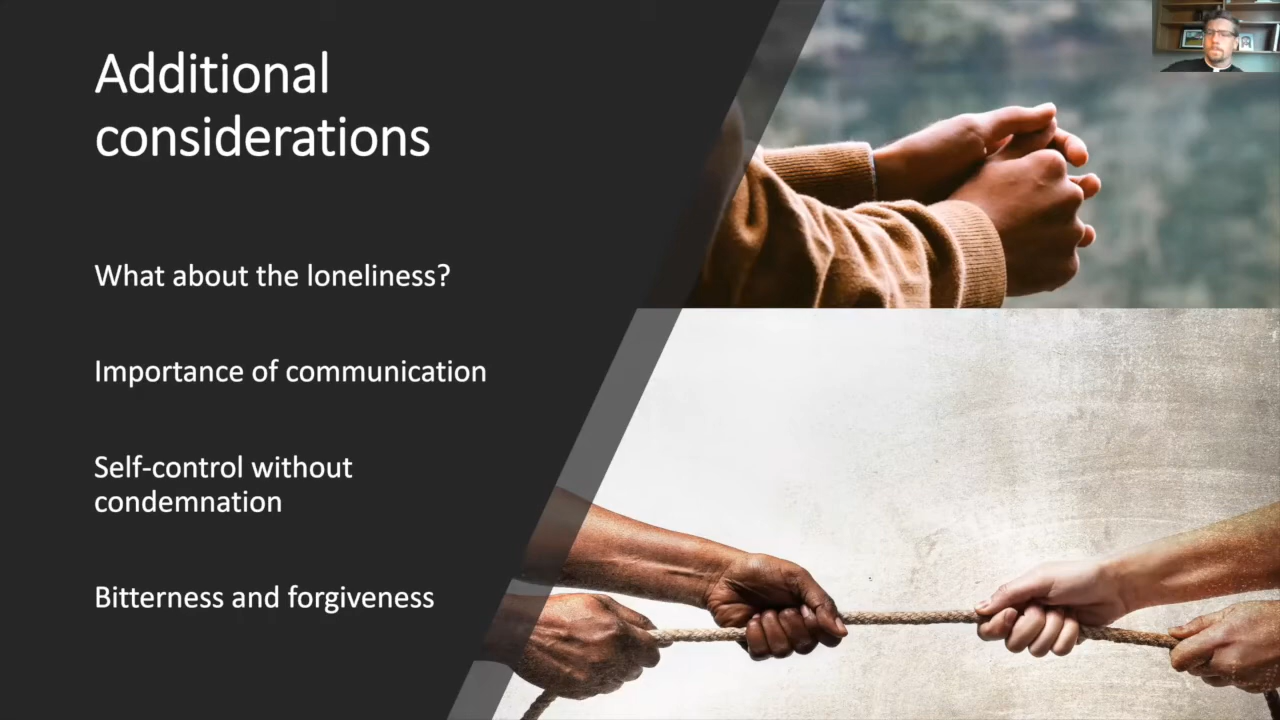 Additional
considerations
What about the loneliness?
Importance of communication
Self-control without
condemnation
Bitterness and forgiveness